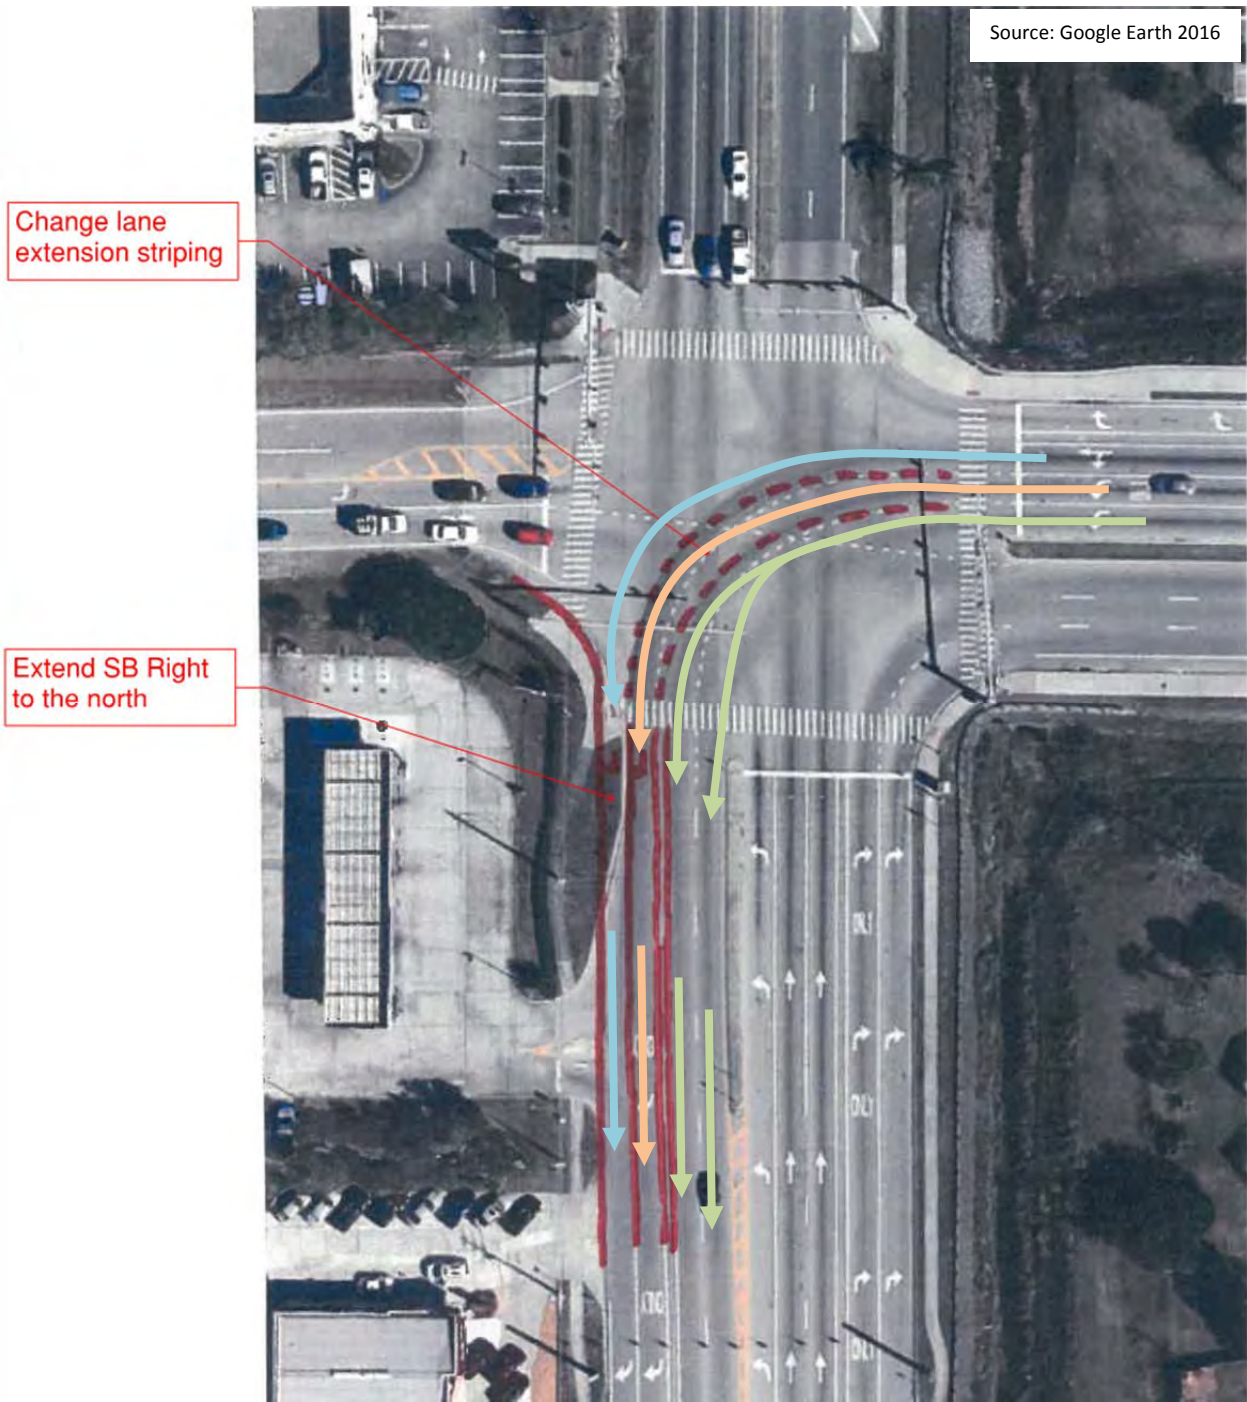 Source: Google Earth 2016
Change lane
extension striping
Extend SB Right
to the north